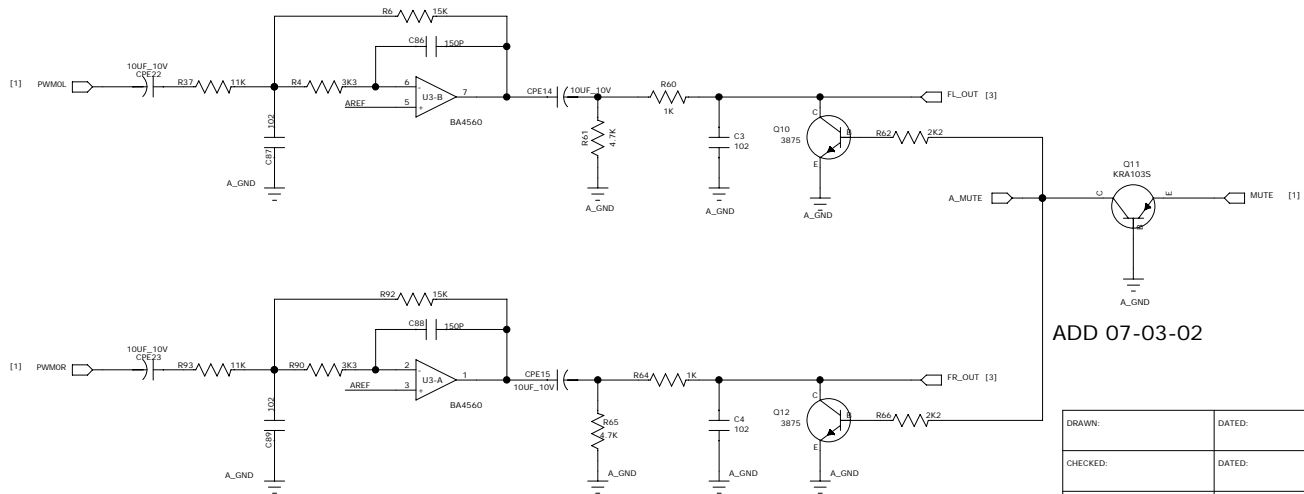 R6 15K
C86 150P
10UF_10V
CPE22
[1] PWM0L R37 11K R4 3K3 6 - U3-B 7
AREF 5 +
BA4560
CPE14 10UF_10V
R60
1K
FL_OUT [3]
102
C87
A_GND
R61
4.7K
A_GND
C3
102
A_GND
Q10
3875
C
B
E
A_GND
R62 2K2
A_MUTE
Q11
KRA103S
C
E
B
MUTE [1]
A_GND
ADD 07-03-02
R92 15K
C88 150P
10UF_10V
CPE23
[1] PWM0R R93 11K R90 3K3 2 - U3-A 1
AREF 3 +
BA4560
CPE15
10UF_10V
R64 1K
FR_OUT [3]
102
C89
A_GND
R65
4.7K
A_GND
C4
102
A_GND
Q12
3875
C
B
E
A_GND
R66 2K2
DRAWN: DATED:
CHECKED: DATED: